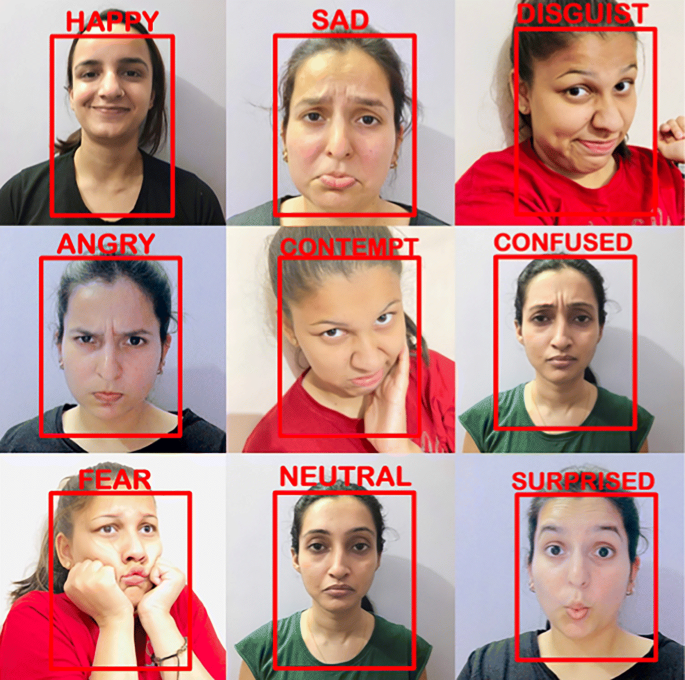 HAPPY
SAD
DISGUIST
ANGRY
CONTEMPT
CONFUSED
FEAR
NEUTRAL
SURPRISED